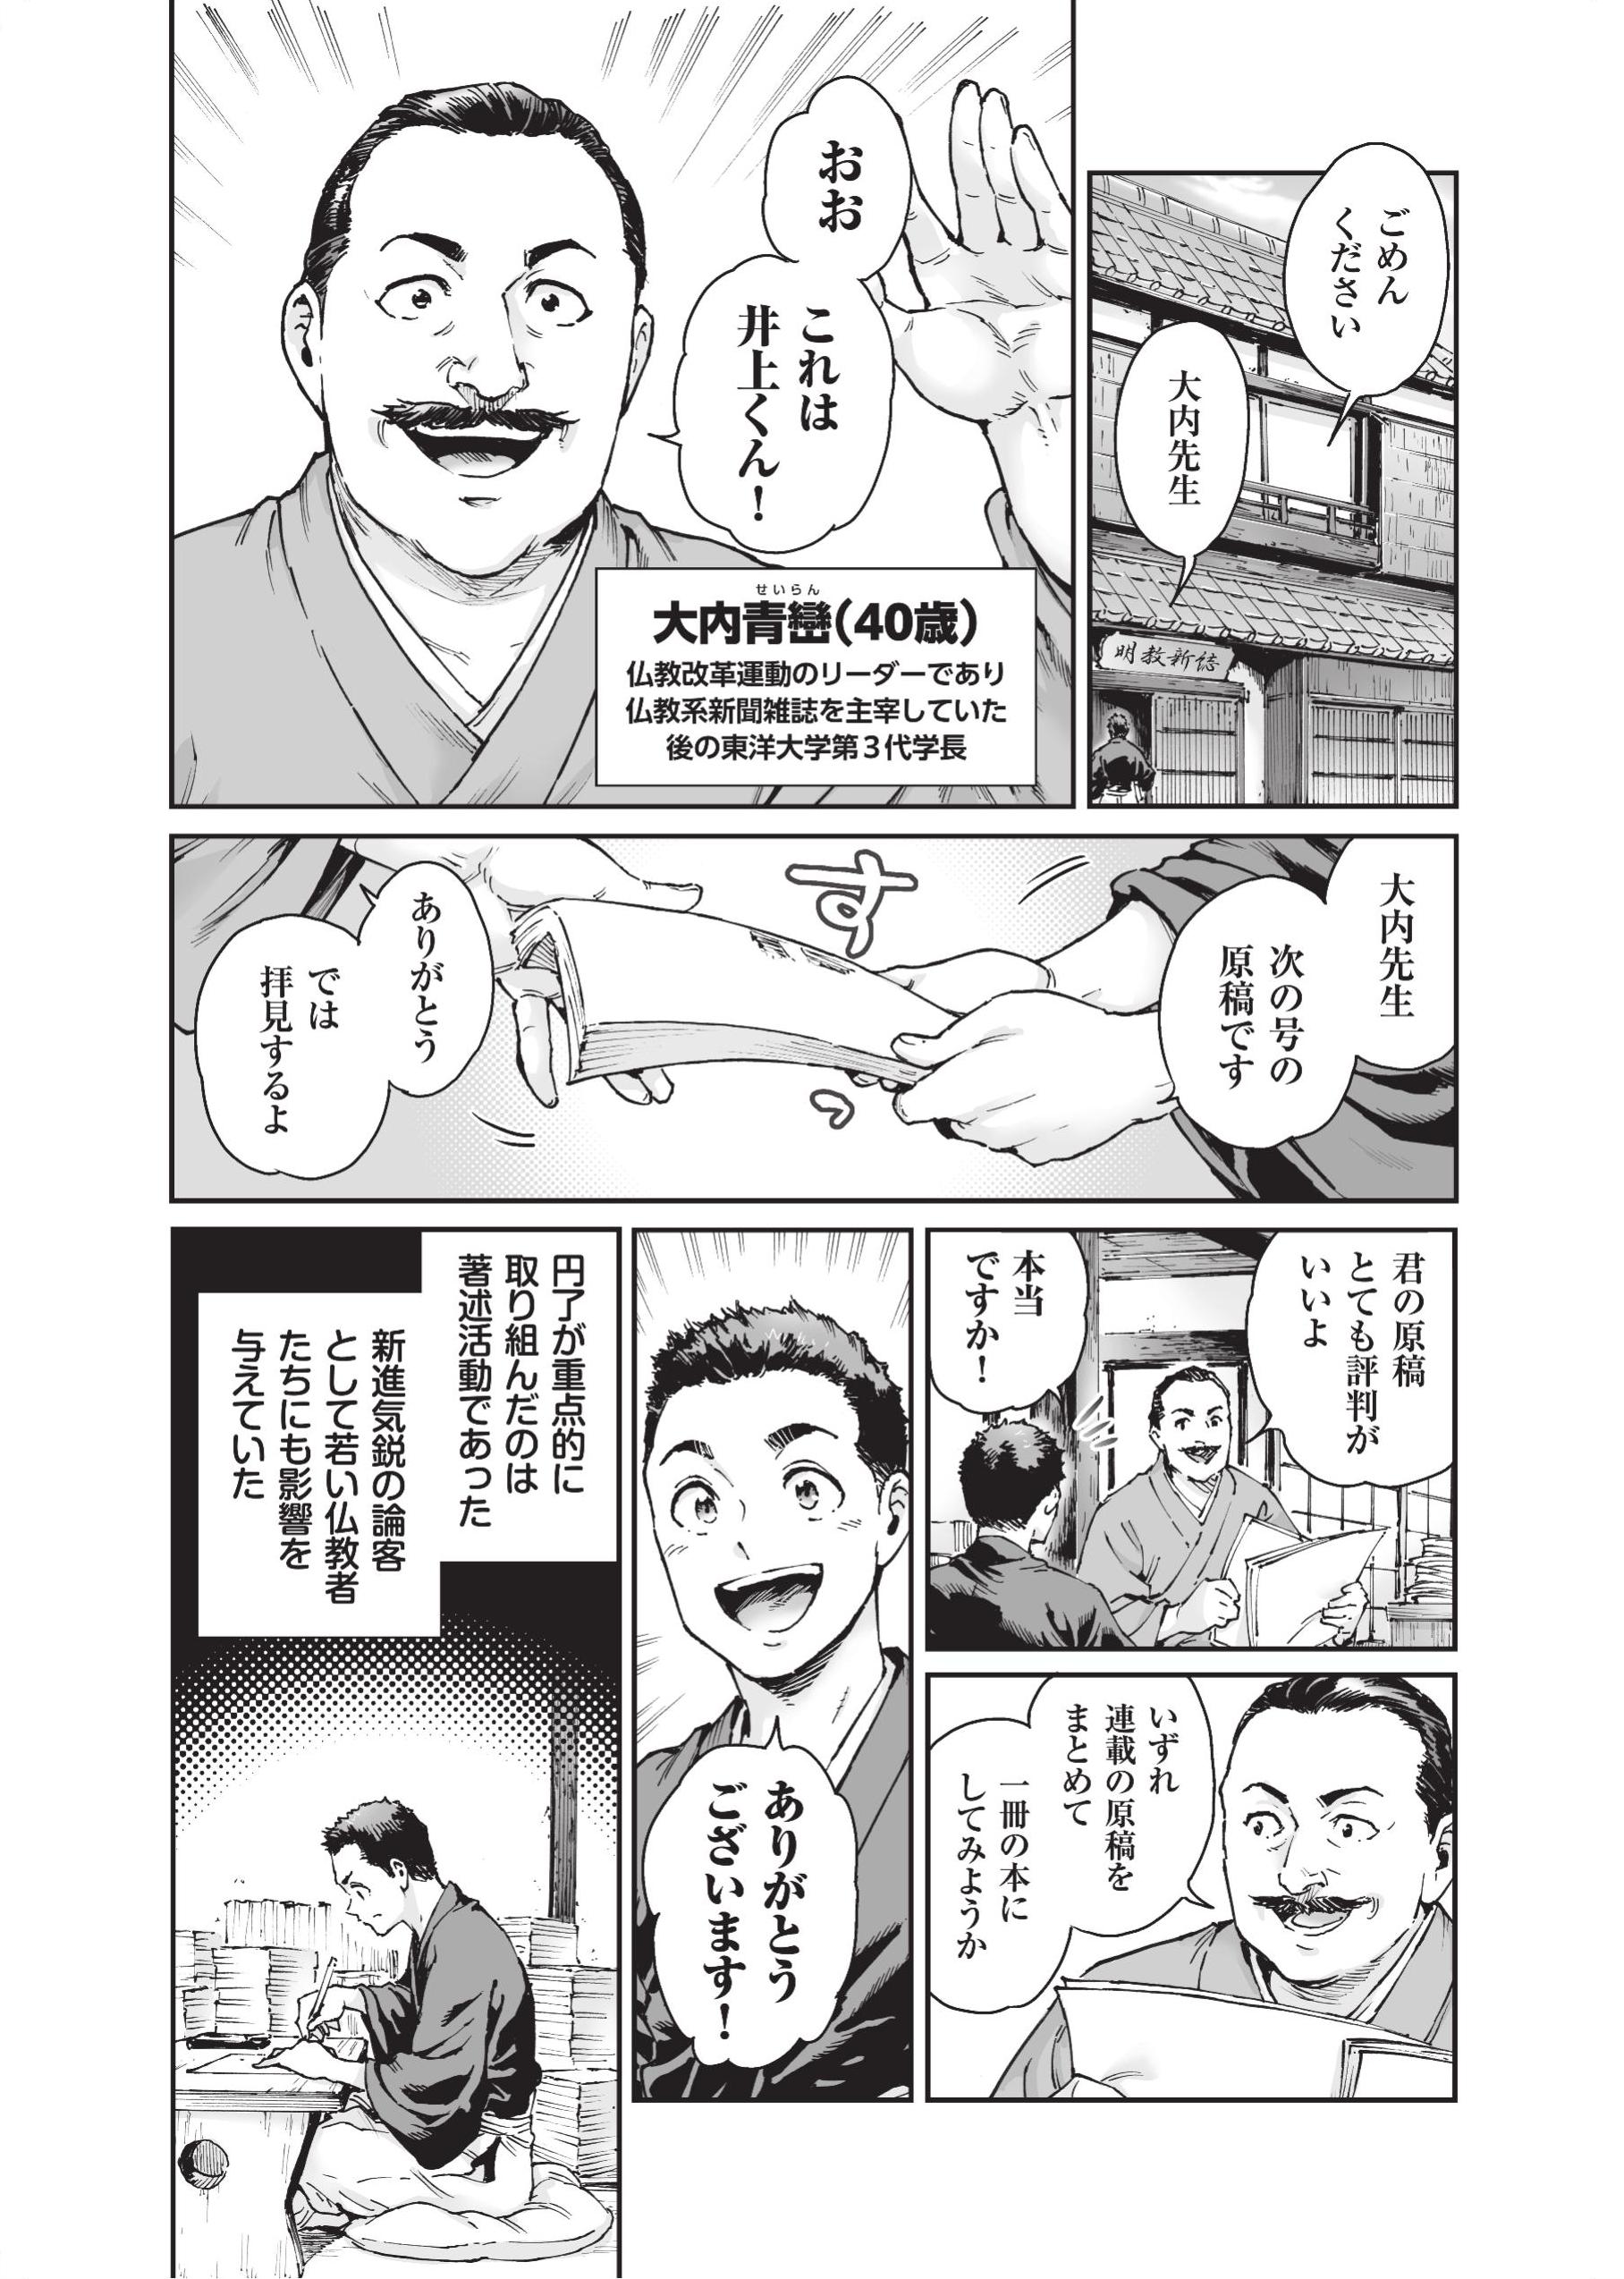 ごめん
ください
大内先生
明教新誌
おお
これは
井上くん!
せいらん
大内青巒(40歳)
仏教改革運動のリーダーであり
仏教系新聞雑誌を主宰していた
後の東洋大学第3代学長
大内先生
次の号の
原稿です
すっ
ありがとう
では
拝見するよ
君の原稿
とても評判が
いいよ
本当
ですか!
いずれ
連載の原稿を
まとめて
一冊の本に
してみようか
ありがとう
ございます!
円了が重点的に
取り組んだのは
著述活動であった
新進気鋭の論客
として若い仏教者
たちにも影響を
与えていた